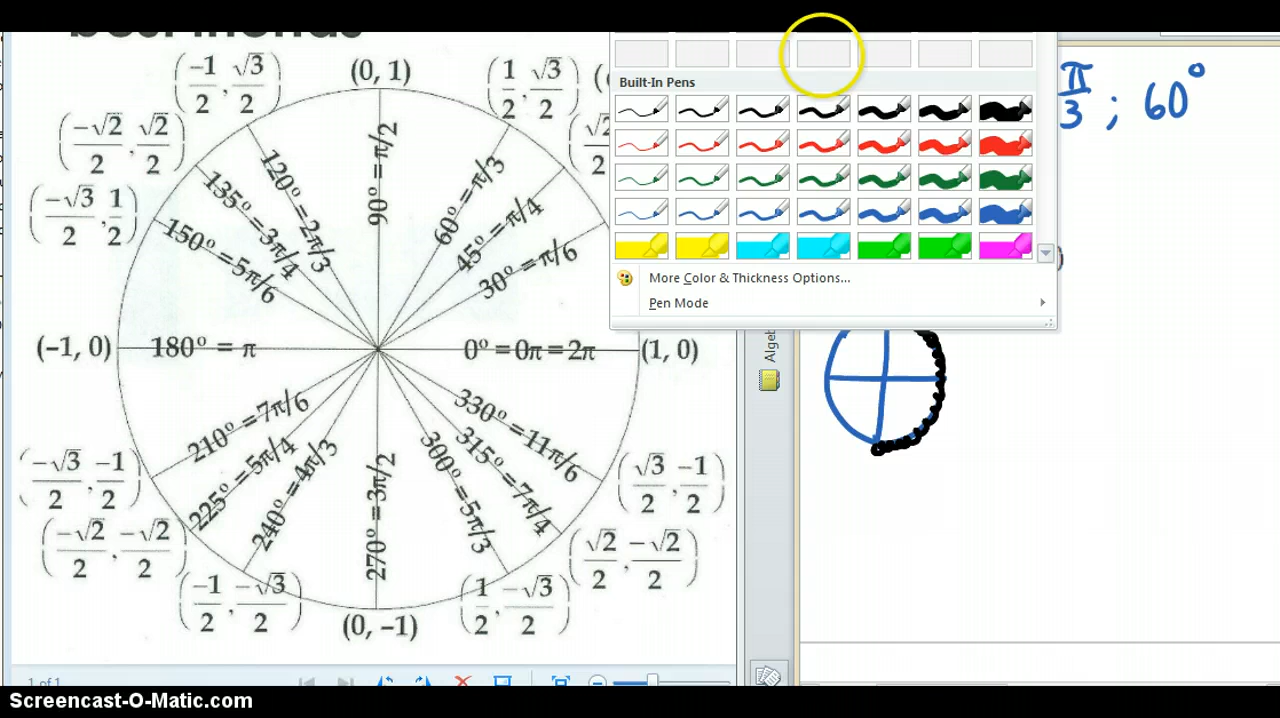 best friends
(-1/2, √3/2)
(0, 1)
(1/2, √3/2)
(-√2/2, √2/2)
(-√3/2, 1/2)
120° = 2π/3
135° = 3π/4
150° = 5π/6
90° = π/2
60° = π/3
45° = π/4
30° = π/6
(-1, 0)
180° = π
0° = 0π = 2π
(1, 0)
210° = 7π/6
225° = 5π/4
240° = 4π/3
270° = 3π/2
300° = 5π/3
315° = 7π/4
330° = 11π/6
(-√3/2, -1/2)
(√3/2, -1/2)
(-√2/2, -√2/2)
(√2/2, -√2/2)
(-1/2, -√3/2)
(0, -1)
(1/2, -√3/2)
1 of 1
Built-In Pens
More Color & Thickness Options...
Pen Mode
π/3 ; 60°
Screencast-O-Matic.com